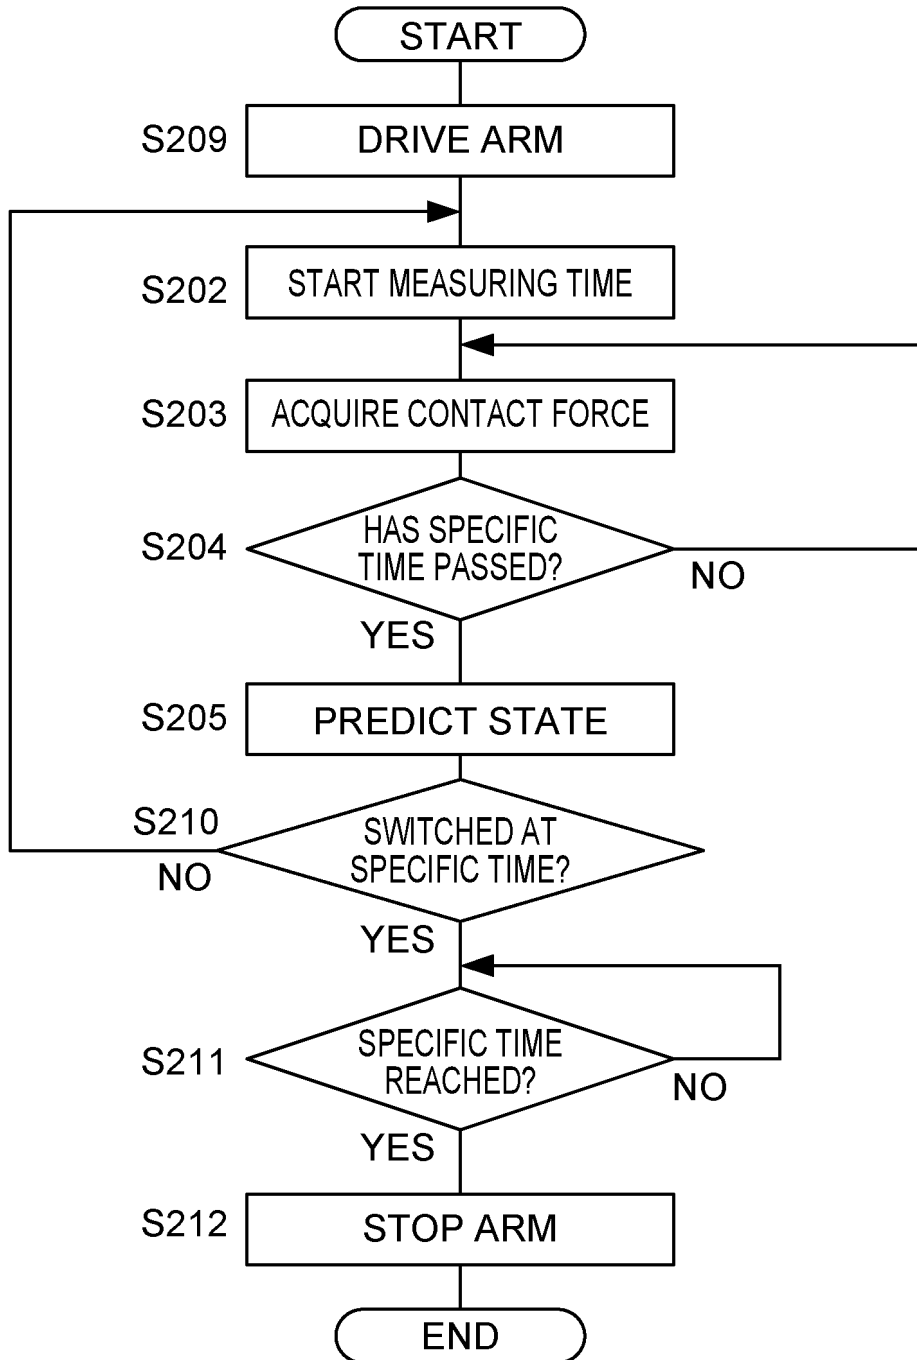 START
S209
DRIVE ARM
S202
START MEASURING TIME
S203
ACQUIRE CONTACT FORCE
S204
HAS SPECIFIC
TIME PASSED?
NO
YES
S205
PREDICT STATE
S210
SWITCHED AT
SPECIFIC TIME?
NO
YES
S211
SPECIFIC TIME
REACHED?
NO
YES
S212
STOP ARM
END